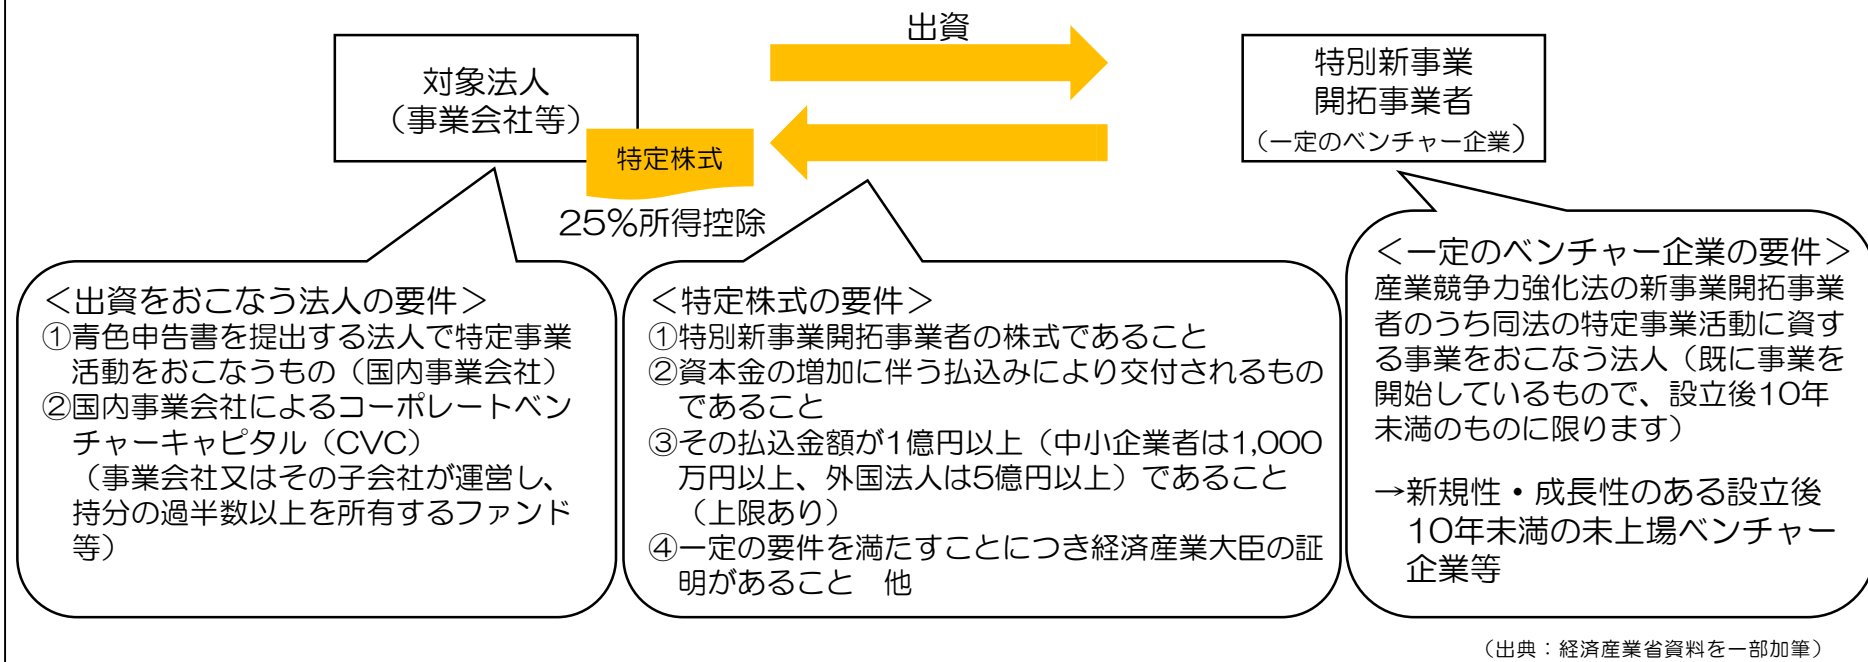 出資
対象法人
（事業会社等）
特定株式
25％所得控除
特別新事業
開拓事業者
（一定のベンチャー企業）
＜出資をおこなう法人の要件＞
①青色申告書を提出する法人で特定事業
活動をおこなうもの（国内事業会社）
②国内事業会社によるコーポレートベン
チャーキャピタル（CVC）
（事業会社又はその子会社が運営し、
持分の過半数以上を所有するファンド
等）
＜特定株式の要件＞
①特別新事業開拓事業者の株式であること
②資本金の増加に伴う払込みにより交付されるもの
であること
③その払込金額が1億円以上（中小企業者は1,000
万円以上、外国法人は5億円以上）であること
（上限あり）
④一定の要件を満たすことにつき経済産業大臣の証
明があること　他
＜一定のベンチャー企業の要件＞
産業競争力強化法の新事業開拓事業
者のうち同法の特定事業活動に資す
る事業をおこなう法人（既に事業を
開始しているもので、設立後10年
未満のものに限ります）
→新規性・成長性のある設立後
10年未満の未上場ベンチャー
企業等
（出典：経済産業省資料を一部加筆）